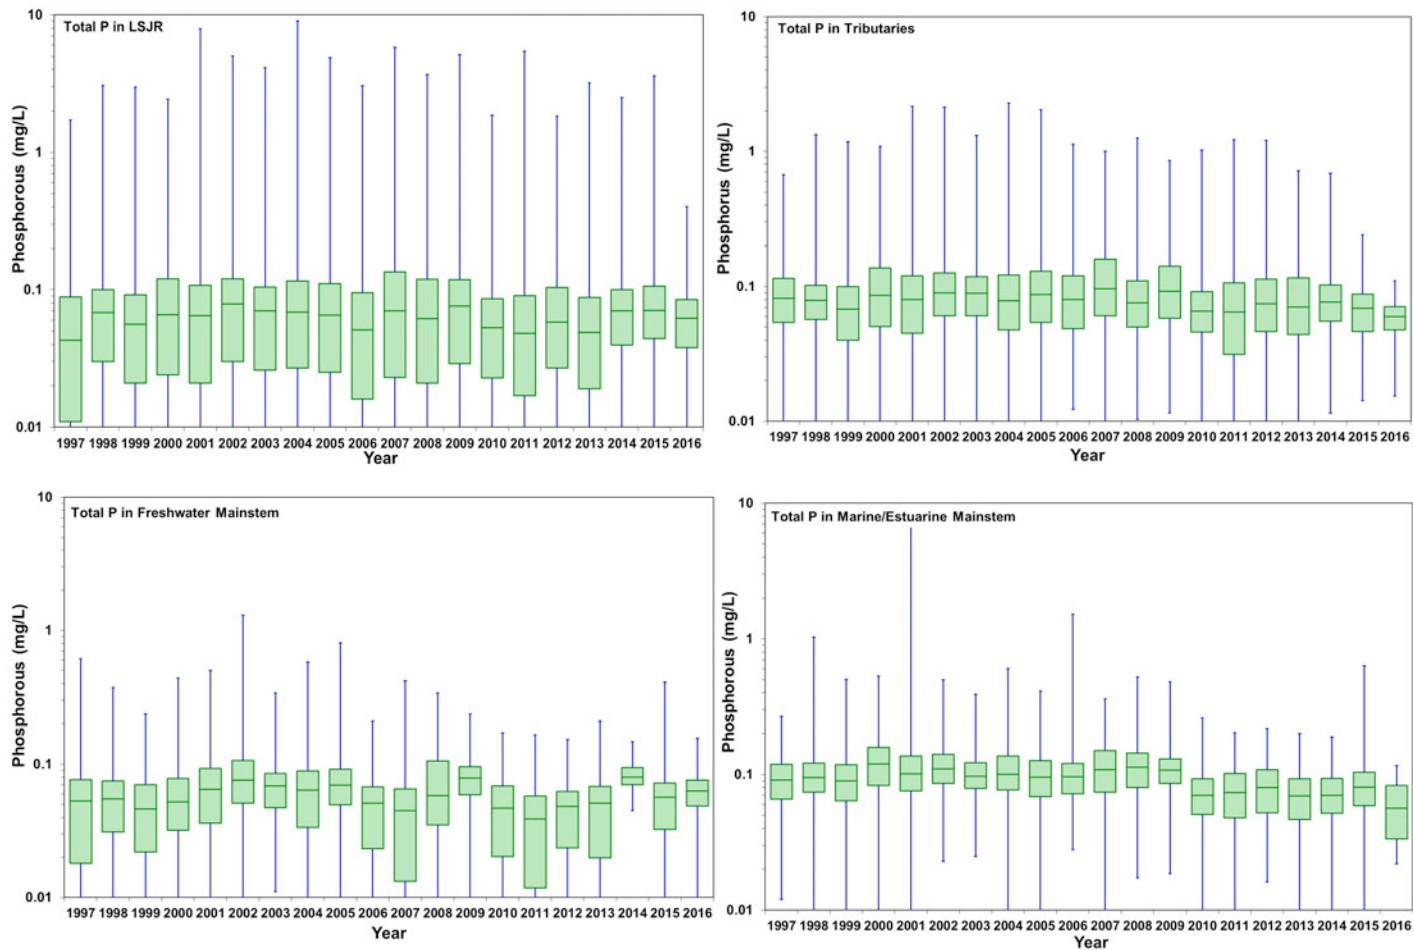 Total P in LSJR
10
1
0.1
0.01
Phosphorous (mg/L)
1997 1998 1999 2000 2001 2002 2003 2004 2005 2006 2007 2008 2009 2010 2011 2012 2013 2014 2015 2016
Year
Total P in Tributaries
10
1
0.1
0.01
Phosphorous (mg/L)
1997 1998 1999 2000 2001 2002 2003 2004 2005 2006 2007 2008 2009 2010 2011 2012 2013 2014 2015 2016
Year
Total P in Freshwater Mainstem
10
1
0.1
0.01
Phosphorous (mg/L)
1997 1998 1999 2000 2001 2002 2003 2004 2005 2006 2007 2008 2009 2010 2011 2012 2013 2014 2015 2016
Year
Total P in Marine/Estuarine Mainstem
10
1
0.1
0.01
Phosphorous (mg/L)
1997 1998 1999 2000 2001 2002 2003 2004 2005 2006 2007 2008 2009 2010 2011 2012 2013 2014 2015 2016
Year